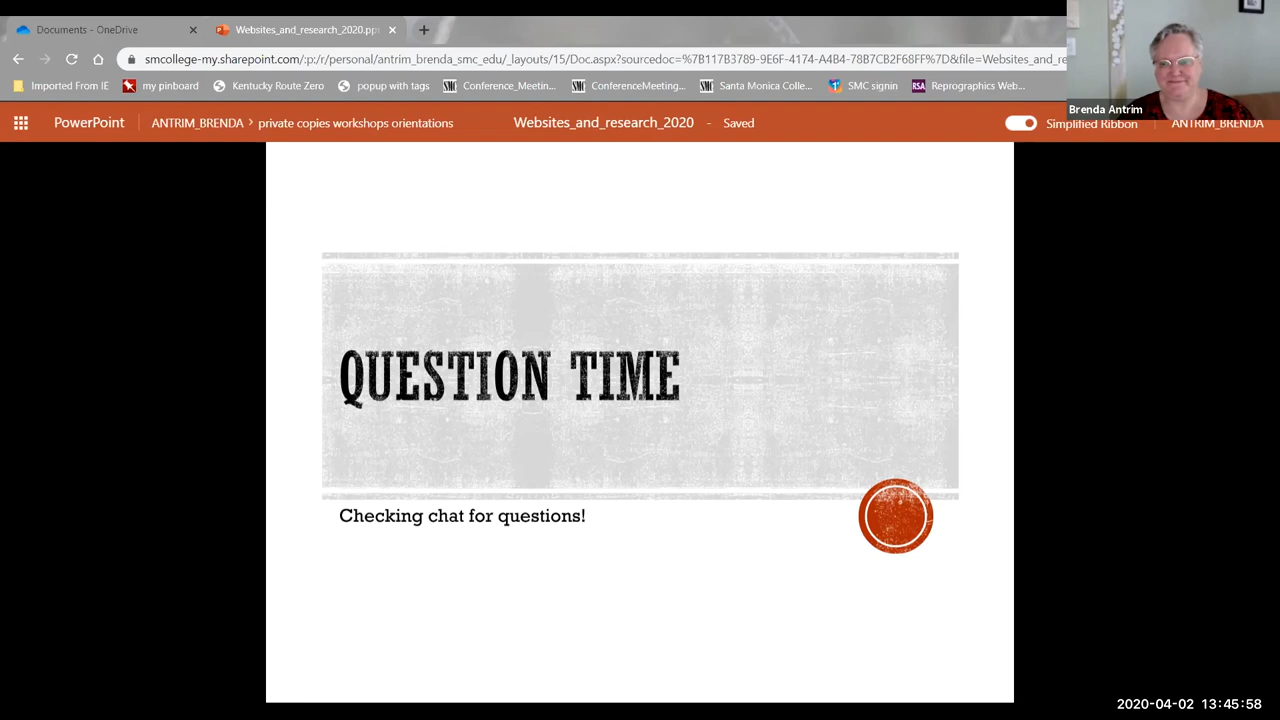 Documents - OneDrive
Websites_and_research_2020.pp
smcollege-my.sharepoint.com/:p:/r/personal/antrim_brenda_smc_edu/_layouts/15/Doc.aspx?sourcedoc=%7B117B3789-9E6F-4174-A4B4-78B7CB2F68FF%7D&file=Websites_and_re
Imported From IE my pinboard Kentucky Route Zero popup with tags Conference_Meetin... ConferenceMeeting... Santa Monica Colle... SMC signin Reprographics Web...
Brenda Antrim
PowerPoint ANTRIM_BRENDA > private copies workshops orientations Websites_and_research_2020 - Saved Simplified Ribbon ANTRIM_BRENDA
QUESTION TIME
Checking chat for questions!
2020-04-02 13:45:58